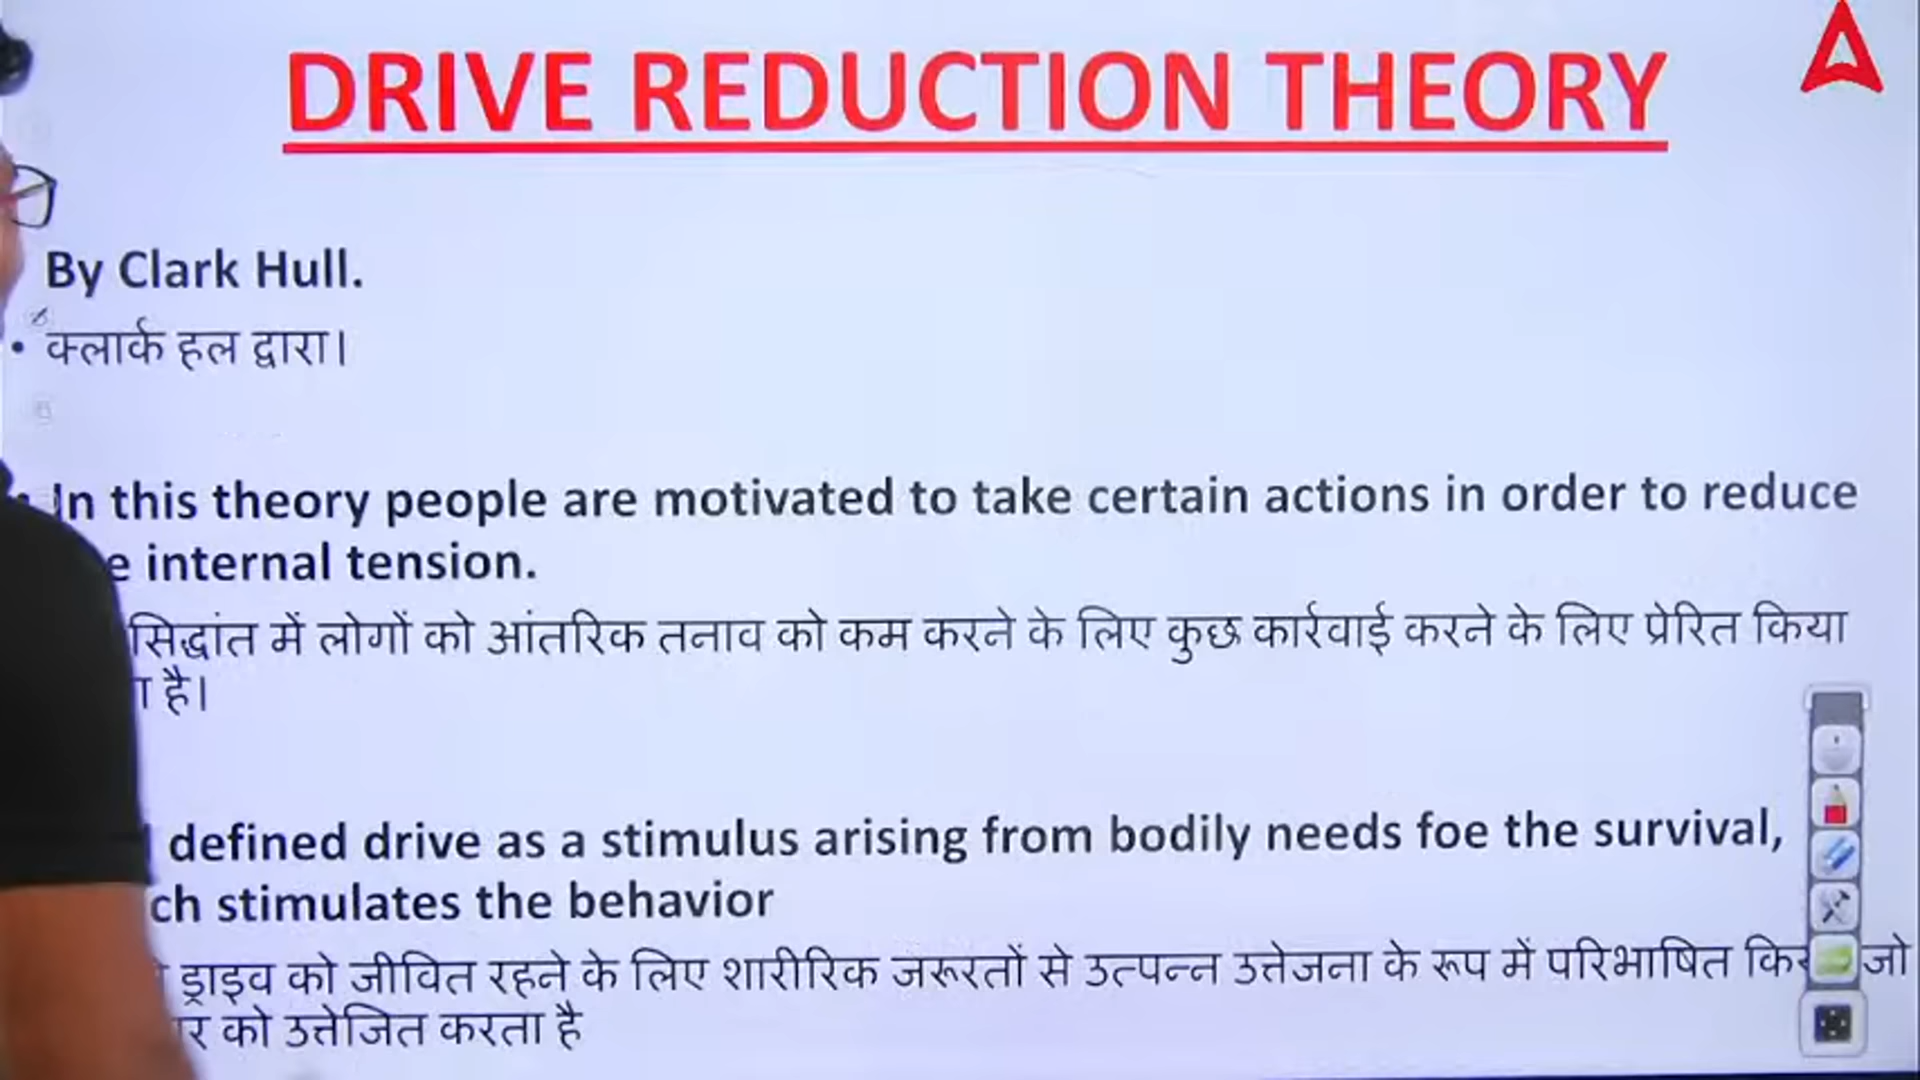 DRIVE REDUCTION THEORY
By Clark Hull.
• क्लार्क हल द्वारा।
In this theory people are motivated to take certain actions in order to reduce
internal tension.
सिद्धांत में लोगों को आंतरिक तनाव को कम करने के लिए कुछ कार्रवाई करने के लिए प्रेरित किया
है।
defined drive as a stimulus arising from bodily needs foe the survival,
stimulates the behavior
ड्राइव को जीवित रहने के लिए शारीरिक जरूरतों से उत्पन्न उत्तेजना के रूप में परिभाषित जो
को उत्तेजित करता है